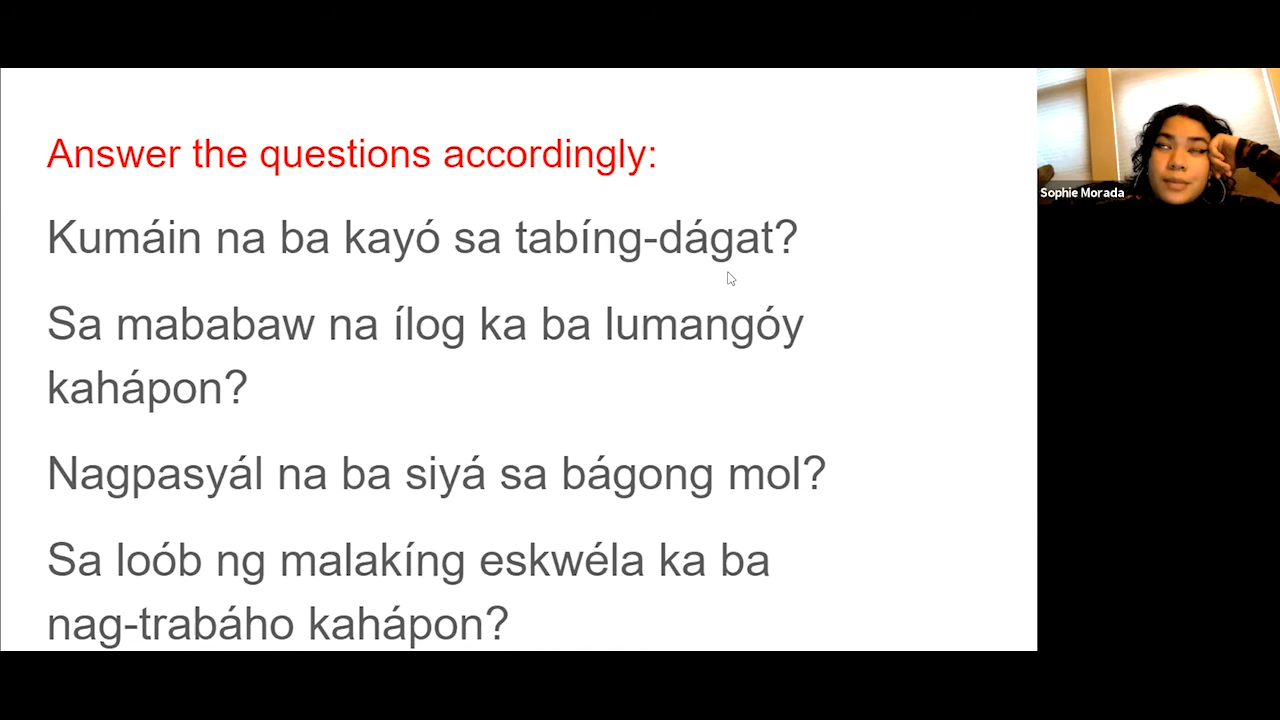 Answer the questions accordingly:
Kumáin na ba kayó sa tabíng-dágat?
Sa mababaw na ílog ka ba lumangóy
kahápon?
Nagpasyál na ba siyá sa bágong mol?
Sa loób ng malakíng eskwéla ka ba
nag-trabáho kahápon?
Sophie Morada